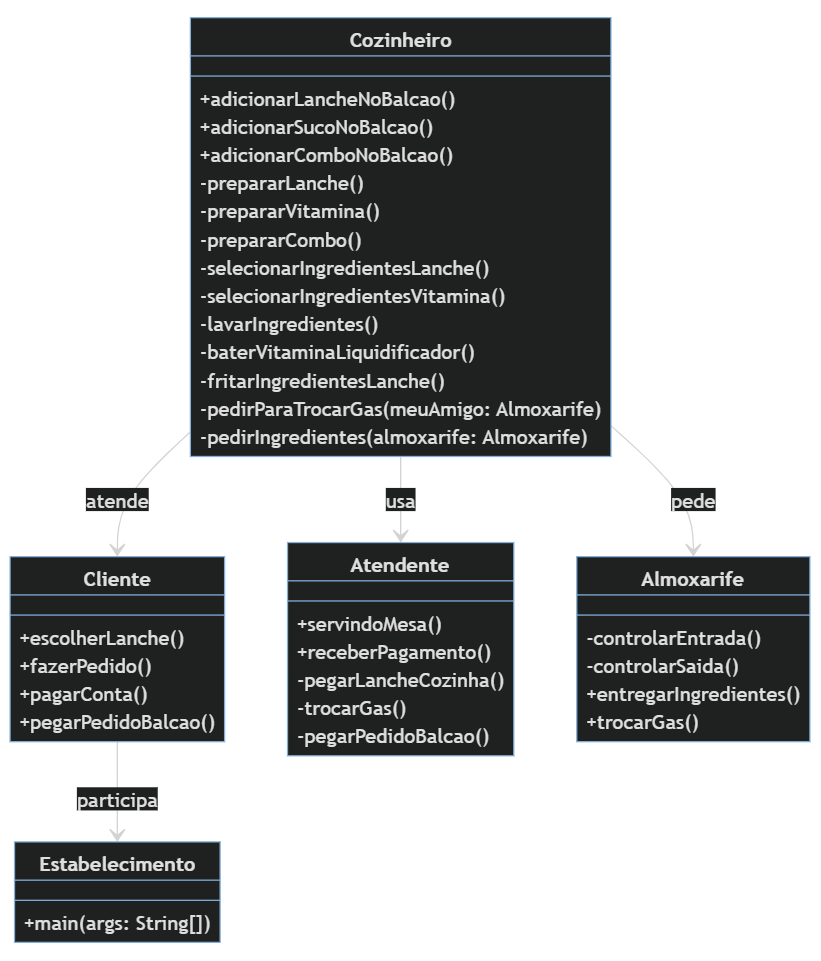 Cozinheiro
+adicionarLancheNoBalcao()
+adicionarSucoNoBalcao()
+adicionarComboNoBalcao()
-prepararLanche()
-prepararVitamina()
-prepararCombo()
-selecionarIngredientesLanche()
-selecionarIngredientesVitamina()
-lavarIngredientes()
-baterVitaminaLiquidificador()
-fritarIngredientesLanche()
-pedirParaTrocarGas(meuAmigo: Almoxarife)
-pedirIngredientes(almoxarife: Almoxarife)
atende
usa
pede
Cliente
+escolherLanche()
+fazerPedido()
+pagarConta()
+pegarPedidoBalcao()
Atendente
+servindoMesa()
+receberPagamento()
-pegarLancheCozinha()
-trocarGas()
-pegarPedidoBalcao()
Almoxarife
-controlarEntrada()
-controlarSaida()
+entregarIngredientes()
+trocarGas()
participa
Estabelecimento
+main(args: String[])